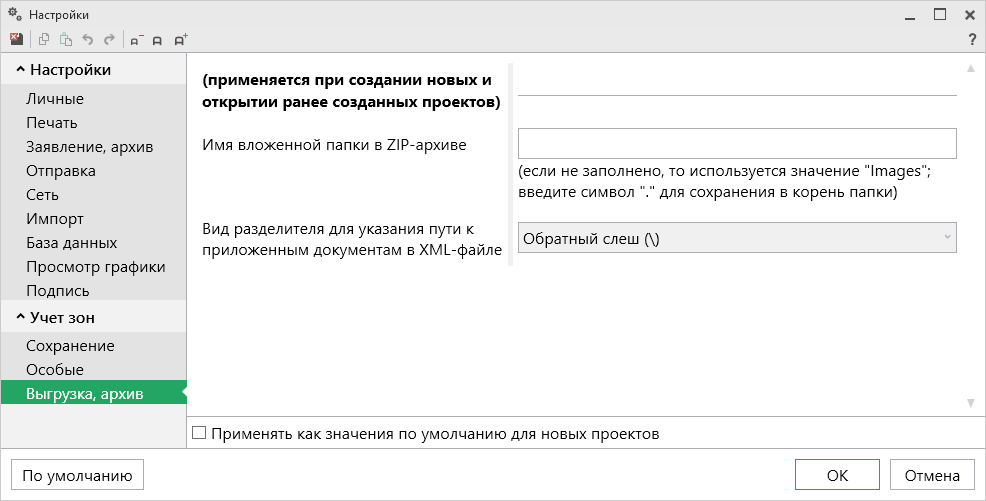 Настройки
?
Настройки
Личные
Печать
Заявление, архив
Отправка
Сеть
Импорт
База данных
Просмотр графики
Подпись
Учет зон
Сохранение
Особые
Выгрузка, архив
(применяется при создании новых и
открытии ранее созданных проектов)
Имя вложенной папки в ZIP-архиве
(если не заполнено, то используется значение "Images";
введите символ "." для сохранения в корень папки)
Вид разделителя для указания пути к
приложенным документам в XML-файле
Обратный слеш (\)
Применять как значения по умолчанию для новых проектов
По умолчанию
ОК
Отмена